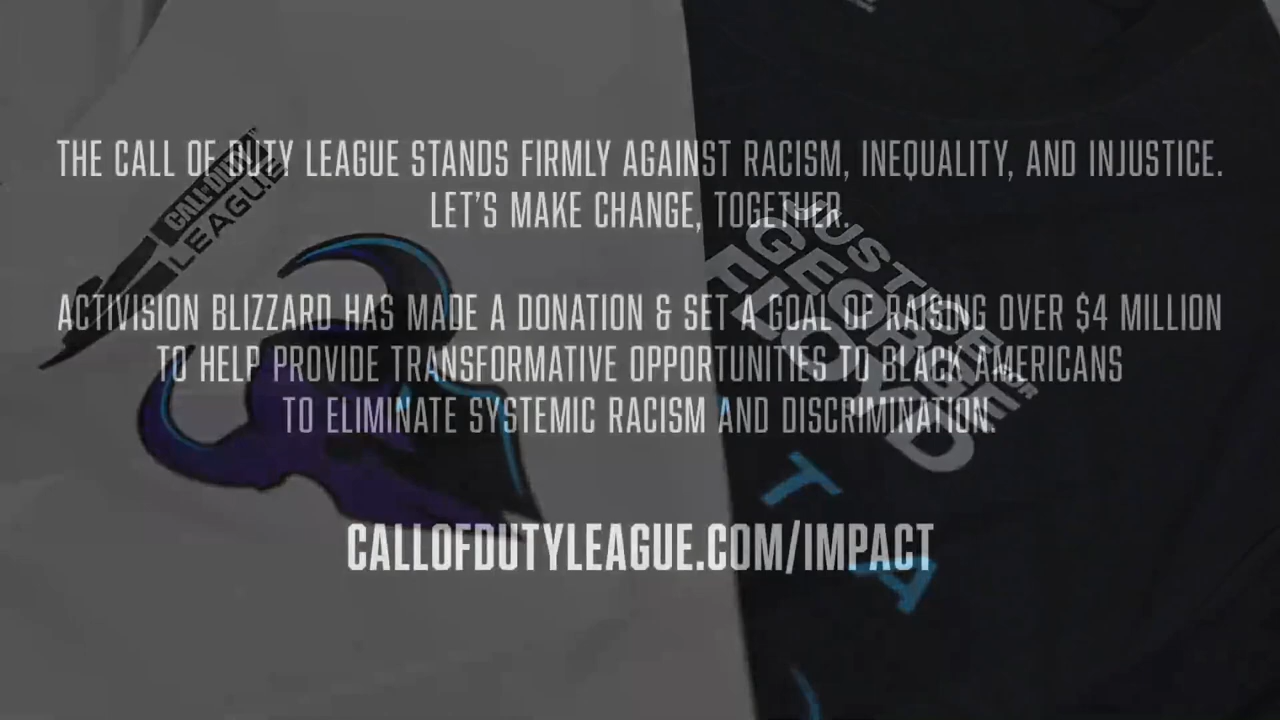 THE CALL OF DUTY LEAGUE STANDS FIRMLY AGAINST RACISM, INEQUALITY, AND INJUSTICE.
LET'S MAKE CHANGE, TOGETHER.
ACTIVISION BLIZZARD HAS MADE A DONATION & SET A GOAL OF RAISING OVER $4 MILLION
TO HELP PROVIDE TRANSFORMATIVE OPPORTUNITIES TO BLACK AMERICANS
TO ELIMINATE SYSTEMIC RACISM AND DISCRIMINATION.
CALLOFDUTYLEAGUE.COM/IMPACT
CALL OF DUTY
LEAGUE
JUSTICE FOR
GEORGE
FLOYD
T
A